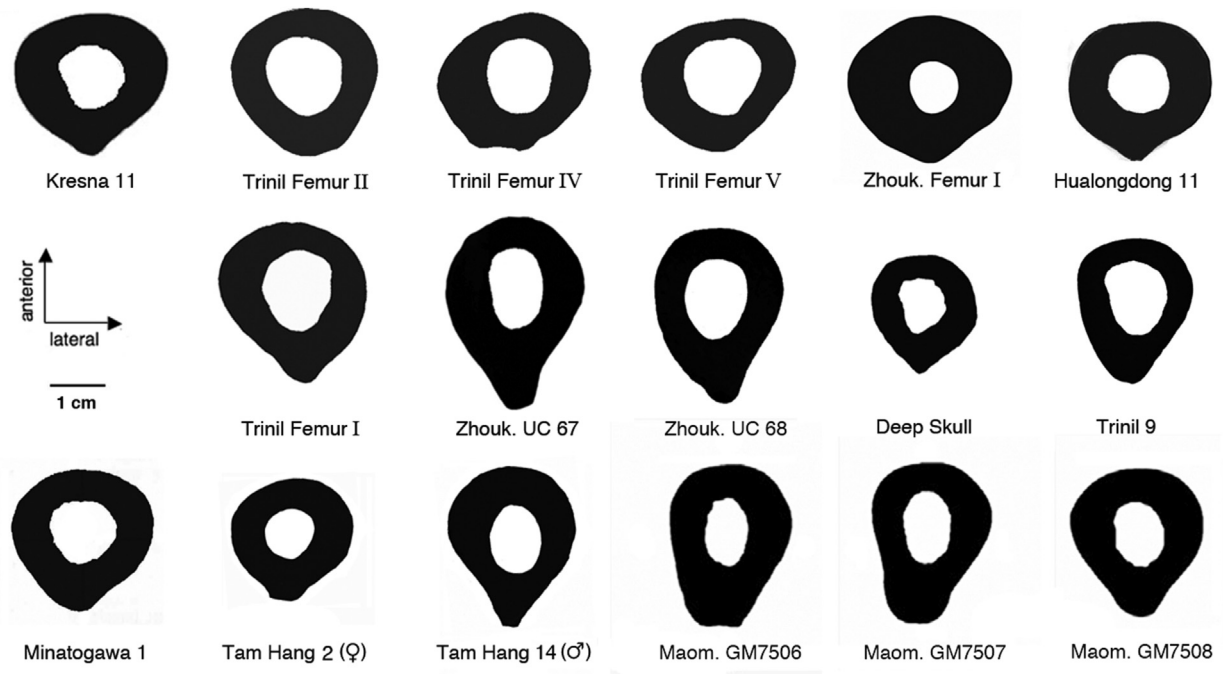 Kresna 11
Trinil Femur II
Trinil Femur IV
Trinil Femur V
Zhouk. Femur I
Hualongdong 11
anterior
lateral
1 cm
Trinil Femur I
Zhouk. UC 67
Zhouk. UC 68
Deep Skull
Trinil 9
Minatogawa 1
Tam Hang 2 (♀)
Tam Hang 14 (♂)
Maom. GM7506
Maom. GM7507
Maom. GM7508